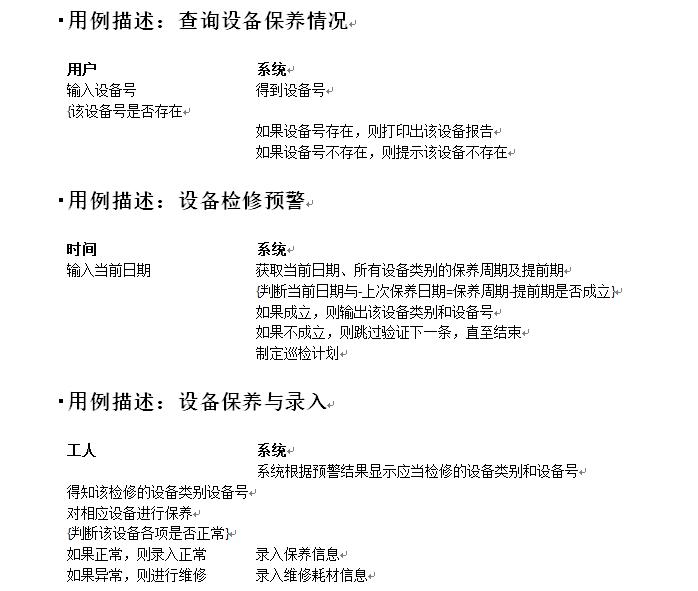 ·用例描述：查询设备保养情况
用户 系统
输入设备号 得到设备号
{该设备号是否存在
如果设备号存在，则打印出该设备报告
如果设备号不存在，则提示该设备不存在
·用例描述：设备检修预警
时间 系统
输入当前日期 获取当前日期、所有设备类别的保养周期及提前期
{判断当前日期与-上次保养日期=保养周期-提前期是否成立}
如果成立，则输出该设备类别和设备号
如果不成立，则跳过验证下一条，直至结束
制定巡检计划
·用例描述：设备保养与录入
工人 系统
系统根据预警结果显示应当检修的设备类别和设备号
得知该检修的设备类别设备号
对相应设备进行保养
{判断该设备各项是否正常}
如果正常，则录入正常 录入保养信息
如果异常，则进行维修 录入维修耗材信息